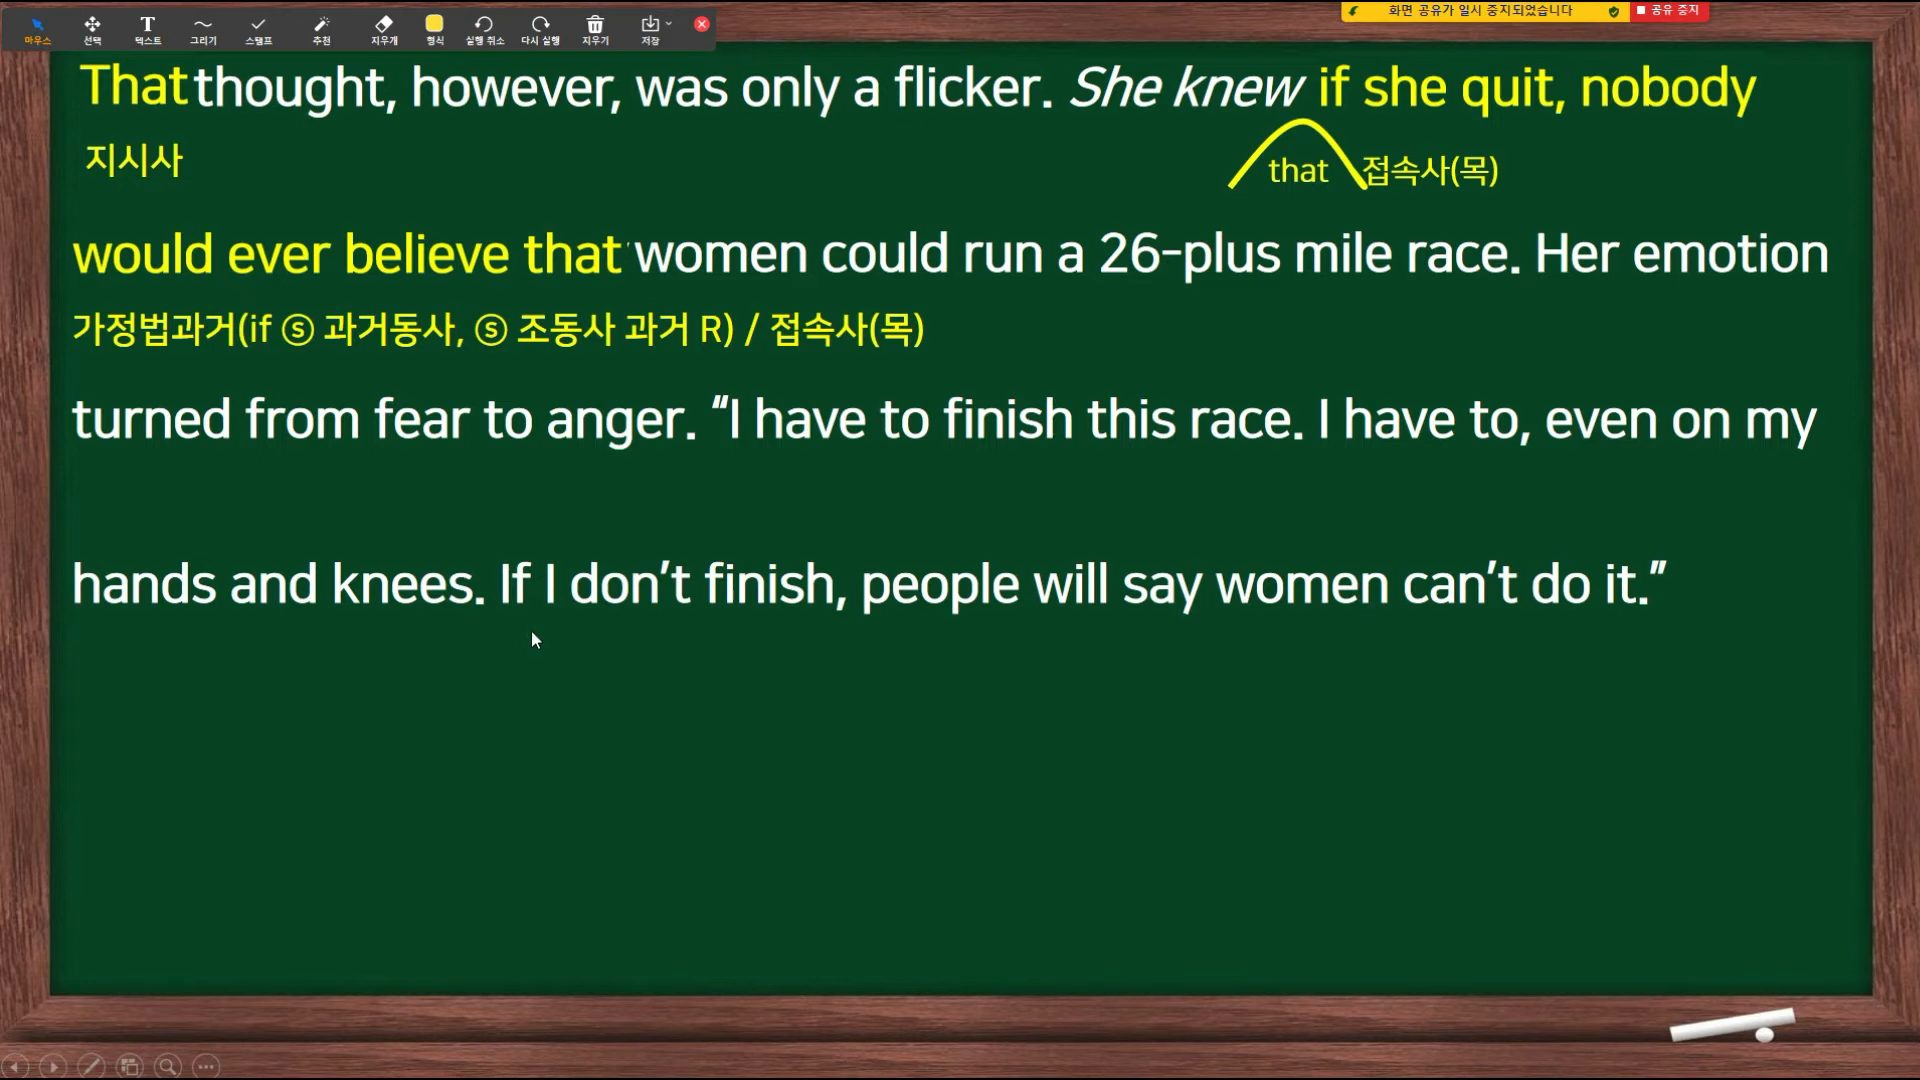 마우스 선택 텍스트 그리기 스탬프 추천 지우개 형식 실행 취소 다시 실행 지우기 저장
화면 공유가 일시 중지되었습니다 공유 중지
That thought, however, was only a flicker. She knew if she quit, nobody
지시사 that 접속사(목)
would ever believe that women could run a 26-plus mile race. Her emotion
가정법과거(if ⓢ 과거동사, ⓢ 조동사 과거 R) / 접속사(목)
turned from fear to anger. “I have to finish this race. I have to, even on my
hands and knees. If I don’t finish, people will say women can’t do it.”